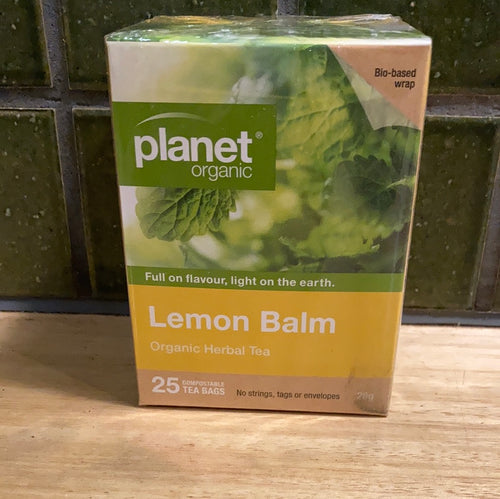 Bio-based
wrap
planet®
organic
Full on flavour, light on the earth.
Lemon Balm
Organic Herbal Tea
25 COMPOSTABLE
TEA BAGS
No strings, tags or envelopes